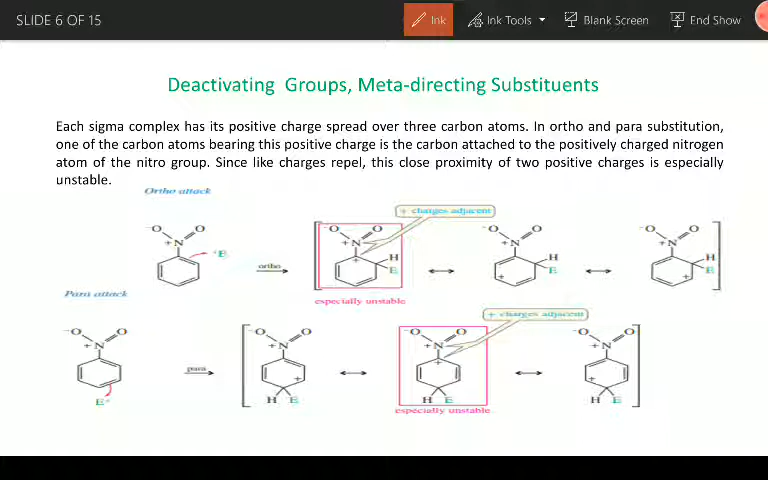 SLIDE 6 OF 15
Ink
Ink Tools
Blank Screen
End Show
Deactivating Groups, Meta-directing Substituents
Each sigma complex has its positive charge spread over three carbon atoms. In ortho and para substitution,
one of the carbon atoms bearing this positive charge is the carbon attached to the positively charged nitrogen
atom of the nitro group. Since like charges repel, this close proximity of two positive charges is especially
unstable.
Ortho attack
+ charges adjacent
⁻O O ⁻O O ⁻O O ⁻O O
+N +N +N +N
⁺E H H H
ortho + E E E
+ +
especially unstable
Para attack
+ charges adjacent
⁻O O ⁻O O ⁻O O ⁻O O
+N +N +N +N
para + + +
E⁺ H E H E H E
especially unstable